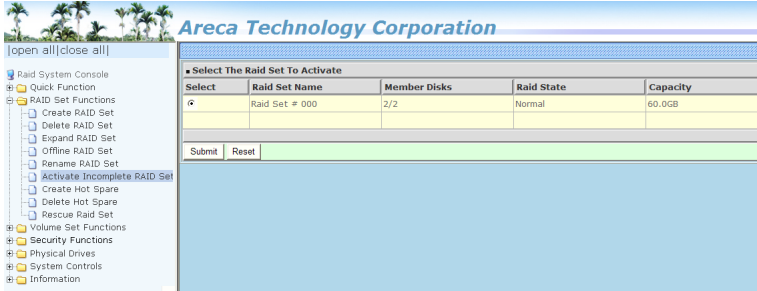 Areca Technology Corporation
|open all|close all|
Raid System Console
Quick Function
RAID Set Functions
Create RAID Set
Delete RAID Set
Expand RAID Set
Offline RAID Set
Rename RAID Set
Activate Incomplete RAID Set
Create Hot Spare
Delete Hot Spare
Rescue Raid Set
Volume Set Functions
Security Functions
Physical Drives
System Controls
Information
Select The Raid Set To Activate
Select Raid Set Name Member Disks Raid State Capacity
Raid Set # 000 2/2 Normal 60.0GB
Submit Reset